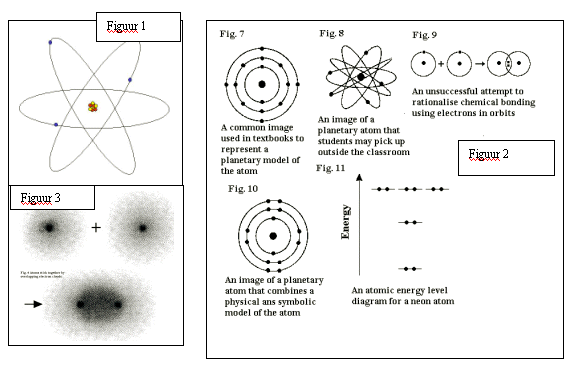 Figuur 1
Figuur 3
Fig. 7
A common image
used in textbooks to
represent a
planetary model of
the atom
Fig. 8
An image of a
planetary atom that
students may pick up
outside the classroom
Fig. 9
An unsuccessful attempt to
rationalise chemical bonding
using electrons in orbits
Figuur 2
Fig. 10
An image of a planetary
atom that combines a
physical ans symbolic
model of the atom
Fig. 11
Energy
An atomic energy level
diagram for a neon atom